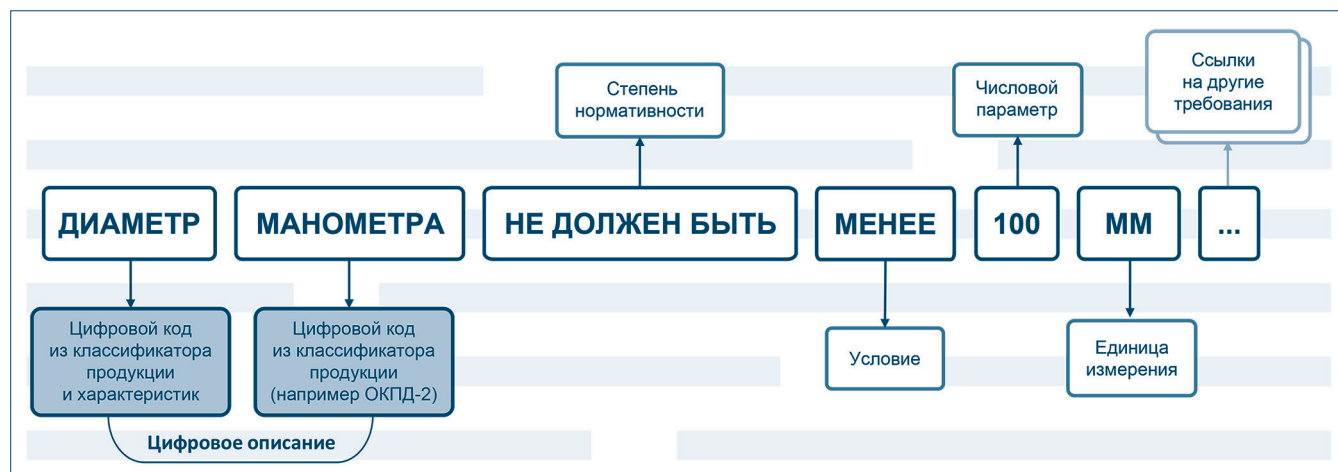 Степень
нормативности
Числовой
параметр
Ссылки
на другие
требования
ДИАМЕТР МАНОМЕТРА НЕ ДОЛЖЕН БЫТЬ МЕНЕЕ 100 ММ ...
Цифровой код
из классификатора
продукции
и характеристик
Цифровой код
из классификатора
продукции
(например ОКПД-2)
Условие
Единица
измерения
Цифровое описание